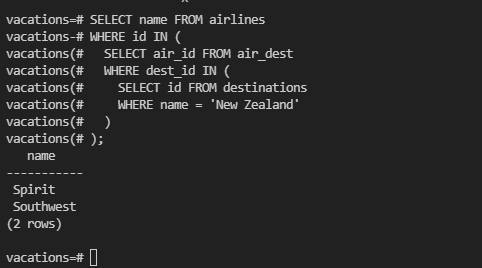 vacations=# SELECT name FROM airlines
vacations-# WHERE id IN (
vacations(#   SELECT air_id FROM air_dest
vacations(#   WHERE dest_id IN (
vacations(#     SELECT id FROM destinations
vacations(#     WHERE name = 'New Zealand'
vacations(#   )
vacations(# );
   name
-----------
 Spirit
 Southwest
(2 rows)
vacations=#